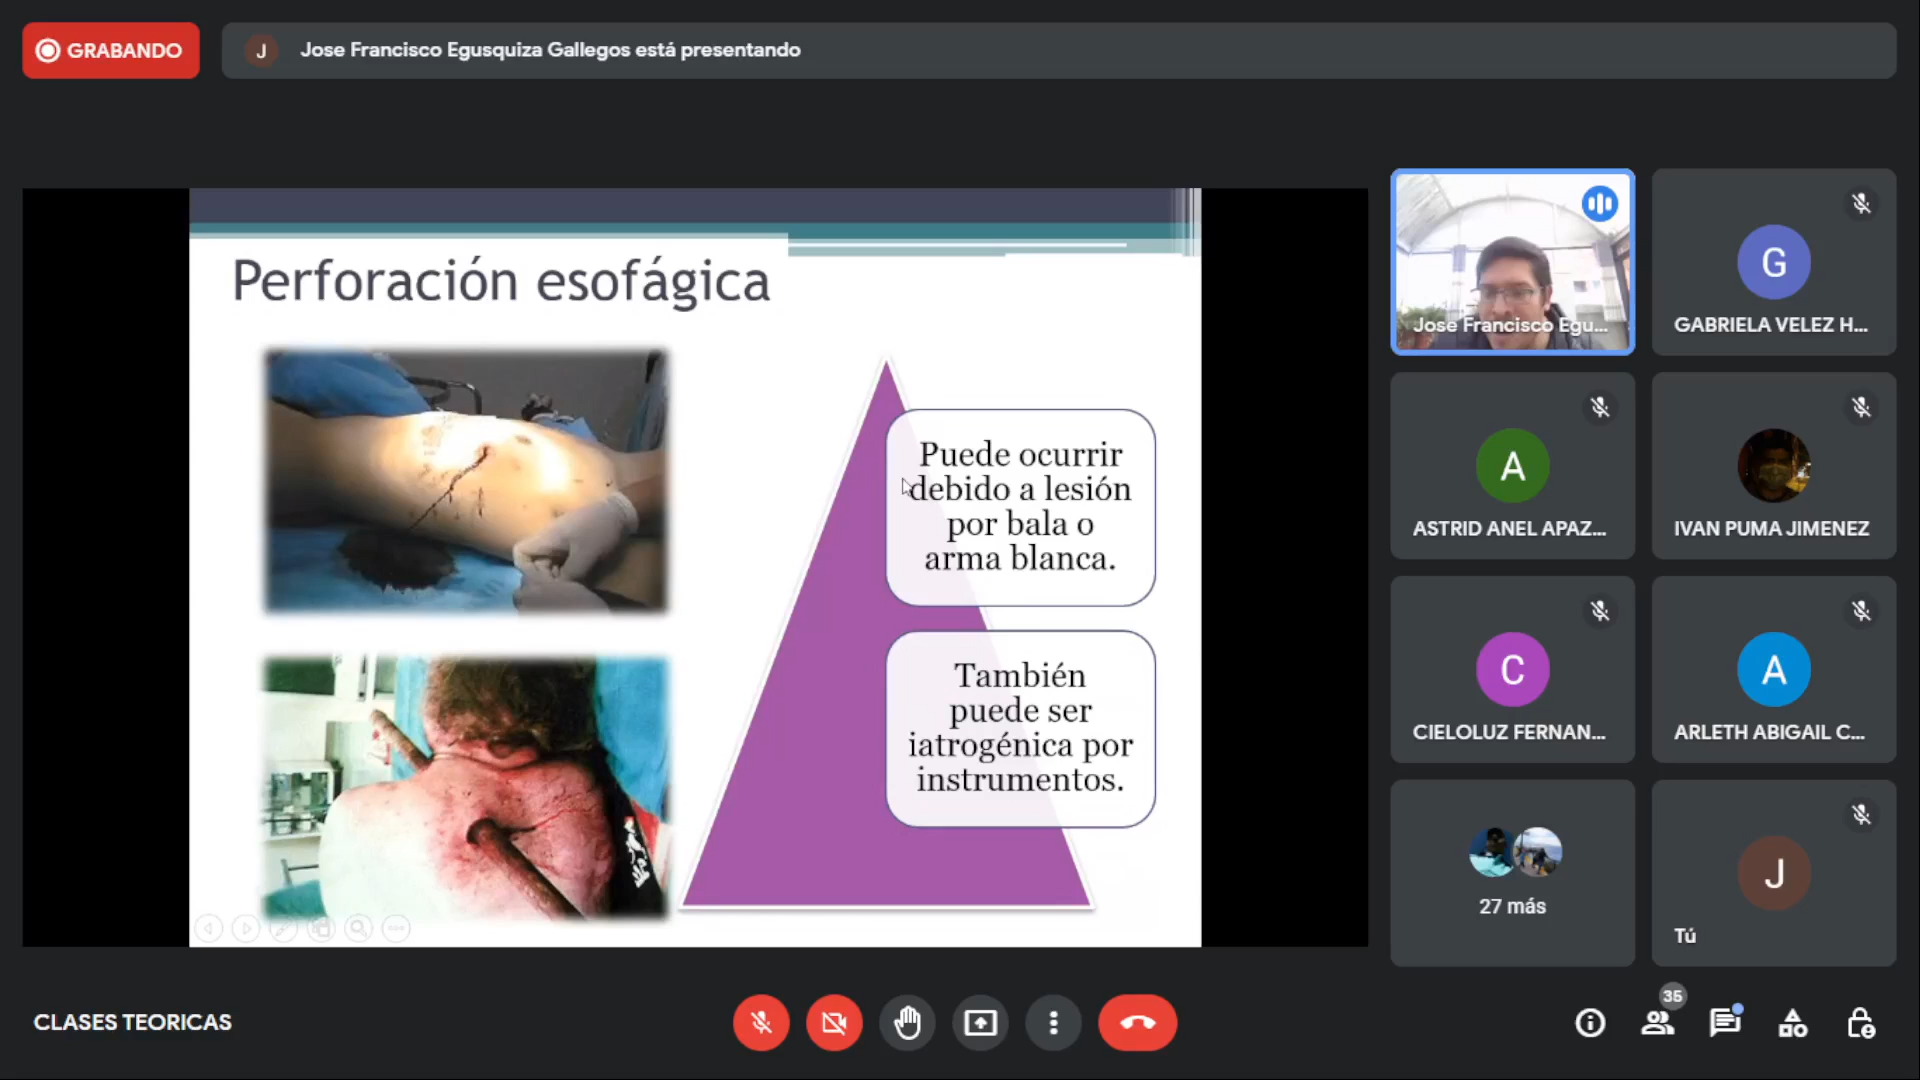 GRABANDO
J
Jose Francisco Egusquiza Gallegos está presentando
Perforación esofágica
Puede ocurrir
debido a lesión
por bala o
arma blanca.
También
puede ser
iatrogénica por
instrumentos.
Jose Francisco Egu...
G
GABRIELA VELEZ H...
A
ASTRID ANEL APAZ...
IVAN PUMA JIMENEZ
C
CIELOLUZ FERNAN...
A
ARLETH ABIGAIL C...
27 más
J
Tú
CLASES TEORICAS
35